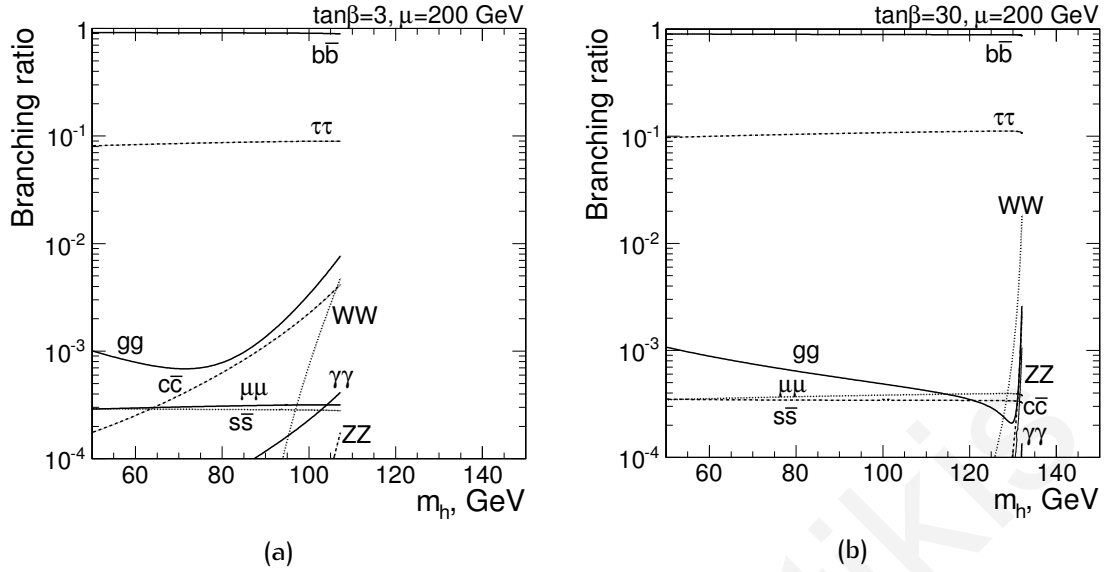 tanβ=3, μ=200 GeV
Branching ratio
1
10⁻¹
10⁻²
10⁻³
10⁻⁴
bb̄
ττ
WW
gg
cc̄
μμ
γγ
ss̄
ZZ
60 80 100 120 140
m_h, GeV
(a)
tanβ=30, μ=200 GeV
Branching ratio
1
10⁻¹
10⁻²
10⁻³
10⁻⁴
bb̄
ττ
WW
gg
ZZ
μμ
cc̄
ss̄
γγ
60 80 100 120 140
m_h, GeV
(b)